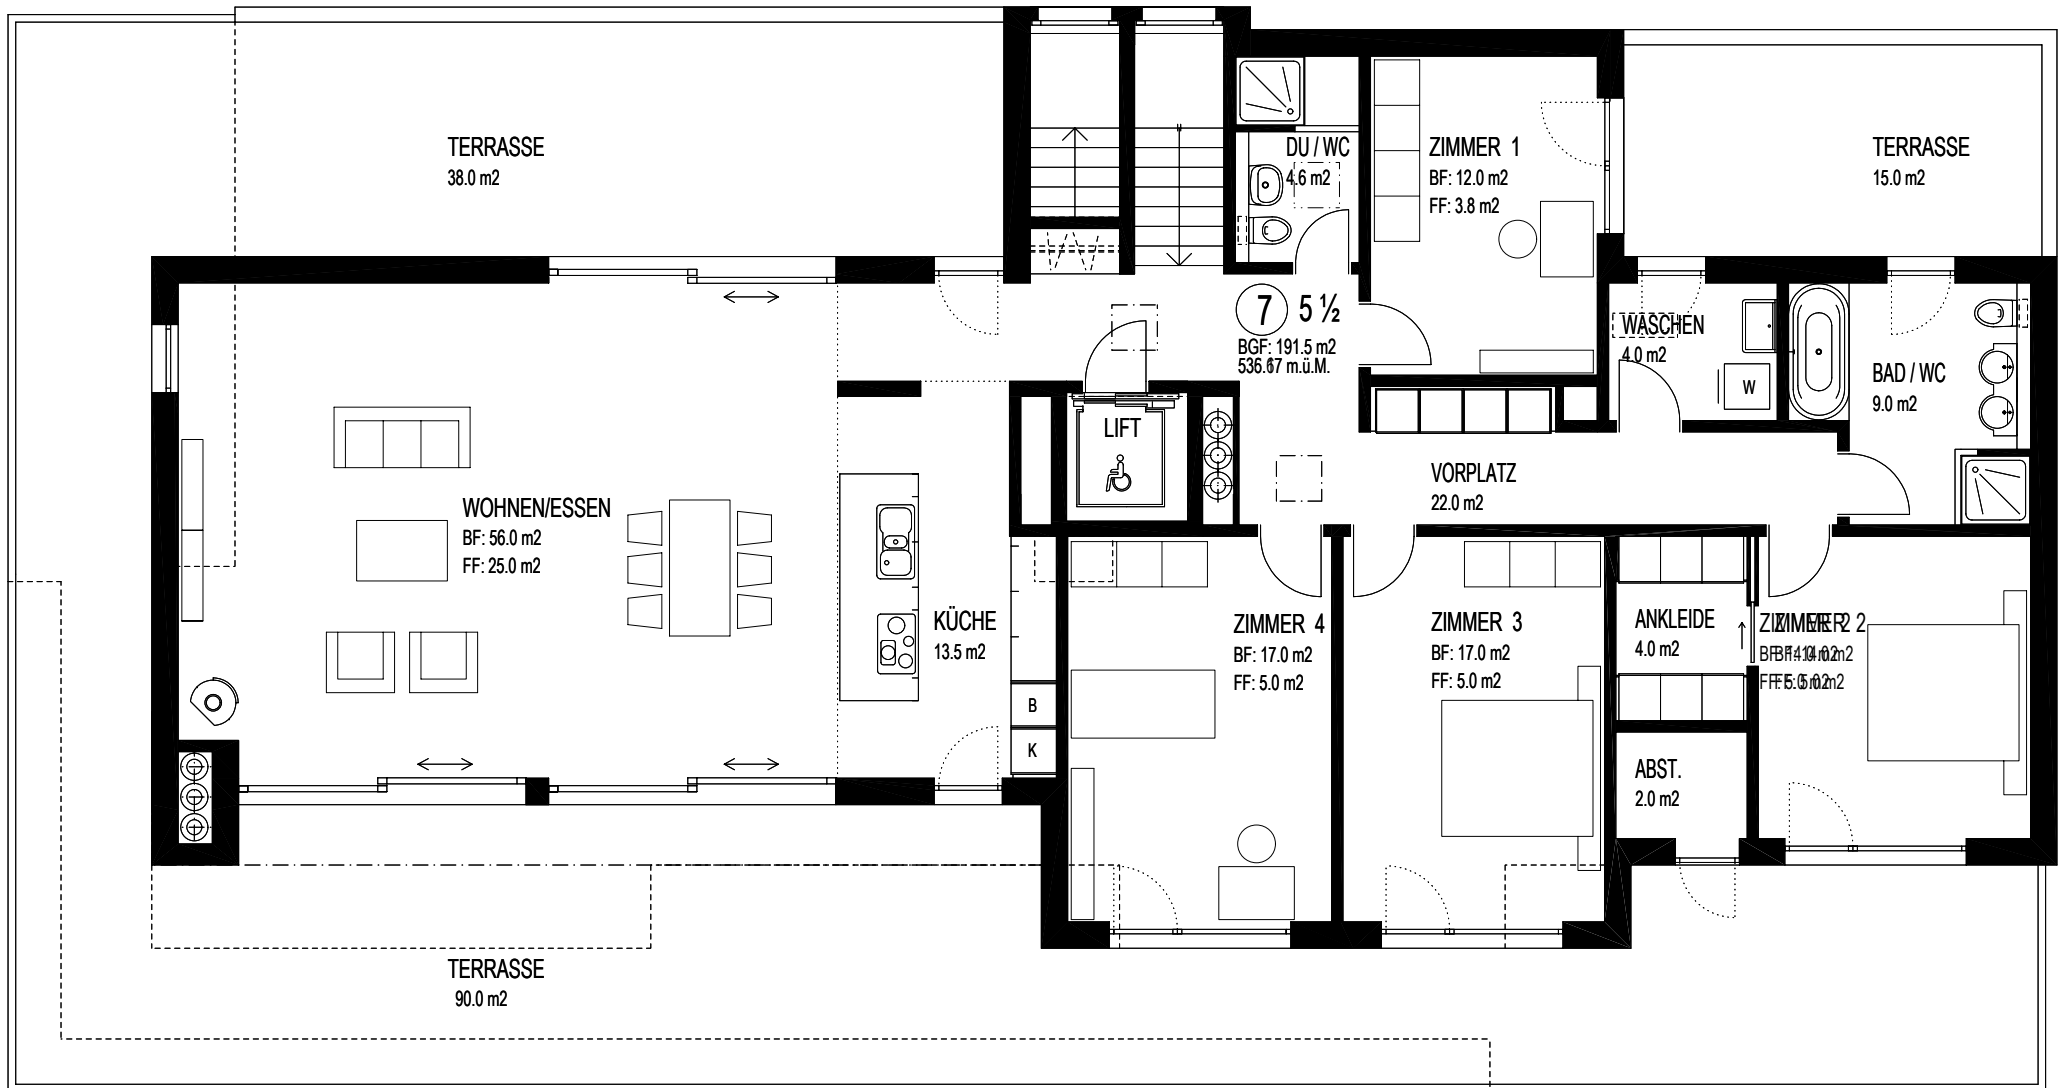 TERRASSE
38.0 m2
DU / WC
4.6 m2
ZIMMER 1
BF: 12.0 m2
FF: 3.8 m2
TERRASSE
15.0 m2
7 5 ½
BGF: 191.5 m2
536.67 m.ü.M.
WASCHEN
4.0 m2
W
BAD / WC
9.0 m2
LIFT
VORPLATZ
22.0 m2
WOHNEN/ESSEN
BF: 56.0 m2
FF: 25.0 m2
KÜCHE
13.5 m2
B
K
ZIMMER 4
BF: 17.0 m2
FF: 5.0 m2
ZIMMER 3
BF: 17.0 m2
FF: 5.0 m2
ANKLEIDE
4.0 m2
ZIMMER 2
ABST.
2.0 m2
TERRASSE
90.0 m2